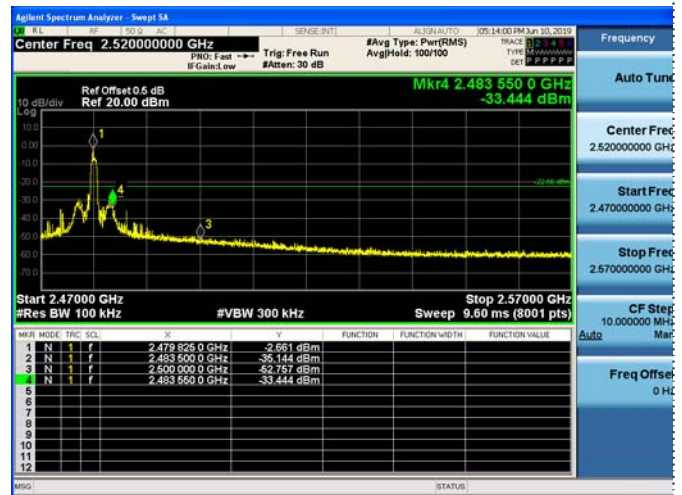 Agilent Spectrum Analyzer - Swept SA
RL RF 50 Ω AC SENSE:INT ALIGNAUTO 05:14:00 PM Jun 10, 2019
Center Freq 2.520000000 GHz
PNO: Fast
IFGain:Low
Trig: Free Run
#Atten: 30 dB
#Avg Type: Pwr(RMS)
Avg|Hold: 100/100
TRACE 1 2 3 4 5 6
TYPE
DET P P P P P P
Frequency
Auto Tune
Ref Offset 0.5 dB
Ref 20.00 dBm
10 dB/div
Log
Mkr4 2.483 550 0 GHz
-33.444 dBm
10.0
0.00
-10.0
-20.0
-30.0
-40.0
-50.0
-60.0
-70.0
1
4
3
-22.66 dBm
Center Freq
2.520000000 GHz
Start Freq
2.470000000 GHz
Stop Freq
2.570000000 GHz
CF Step
10.000000 MHz
Auto Man
Freq Offset
0 Hz
Start 2.47000 GHz Stop 2.57000 GHz
#Res BW 100 kHz #VBW 300 kHz Sweep 9.60 ms (8001 pts)
MKR MODE TRC SCL X Y FUNCTION FUNCTION WIDTH FUNCTION VALUE
1 N 1 f 2.479 825 0 GHz -2.661 dBm
2 N 1 f 2.483 500 0 GHz -35.144 dBm
3 N 1 f 2.500 000 0 GHz -52.757 dBm
4 N 1 f 2.483 550 0 GHz -33.444 dBm
5
6
7
8
9
10
11
12
MSG STATUS